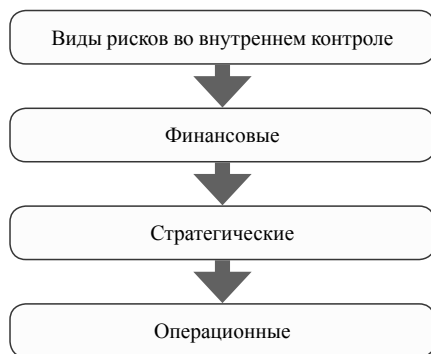 Виды рисков во внутреннем контроле
Финансовые
Стратегические
Операционные